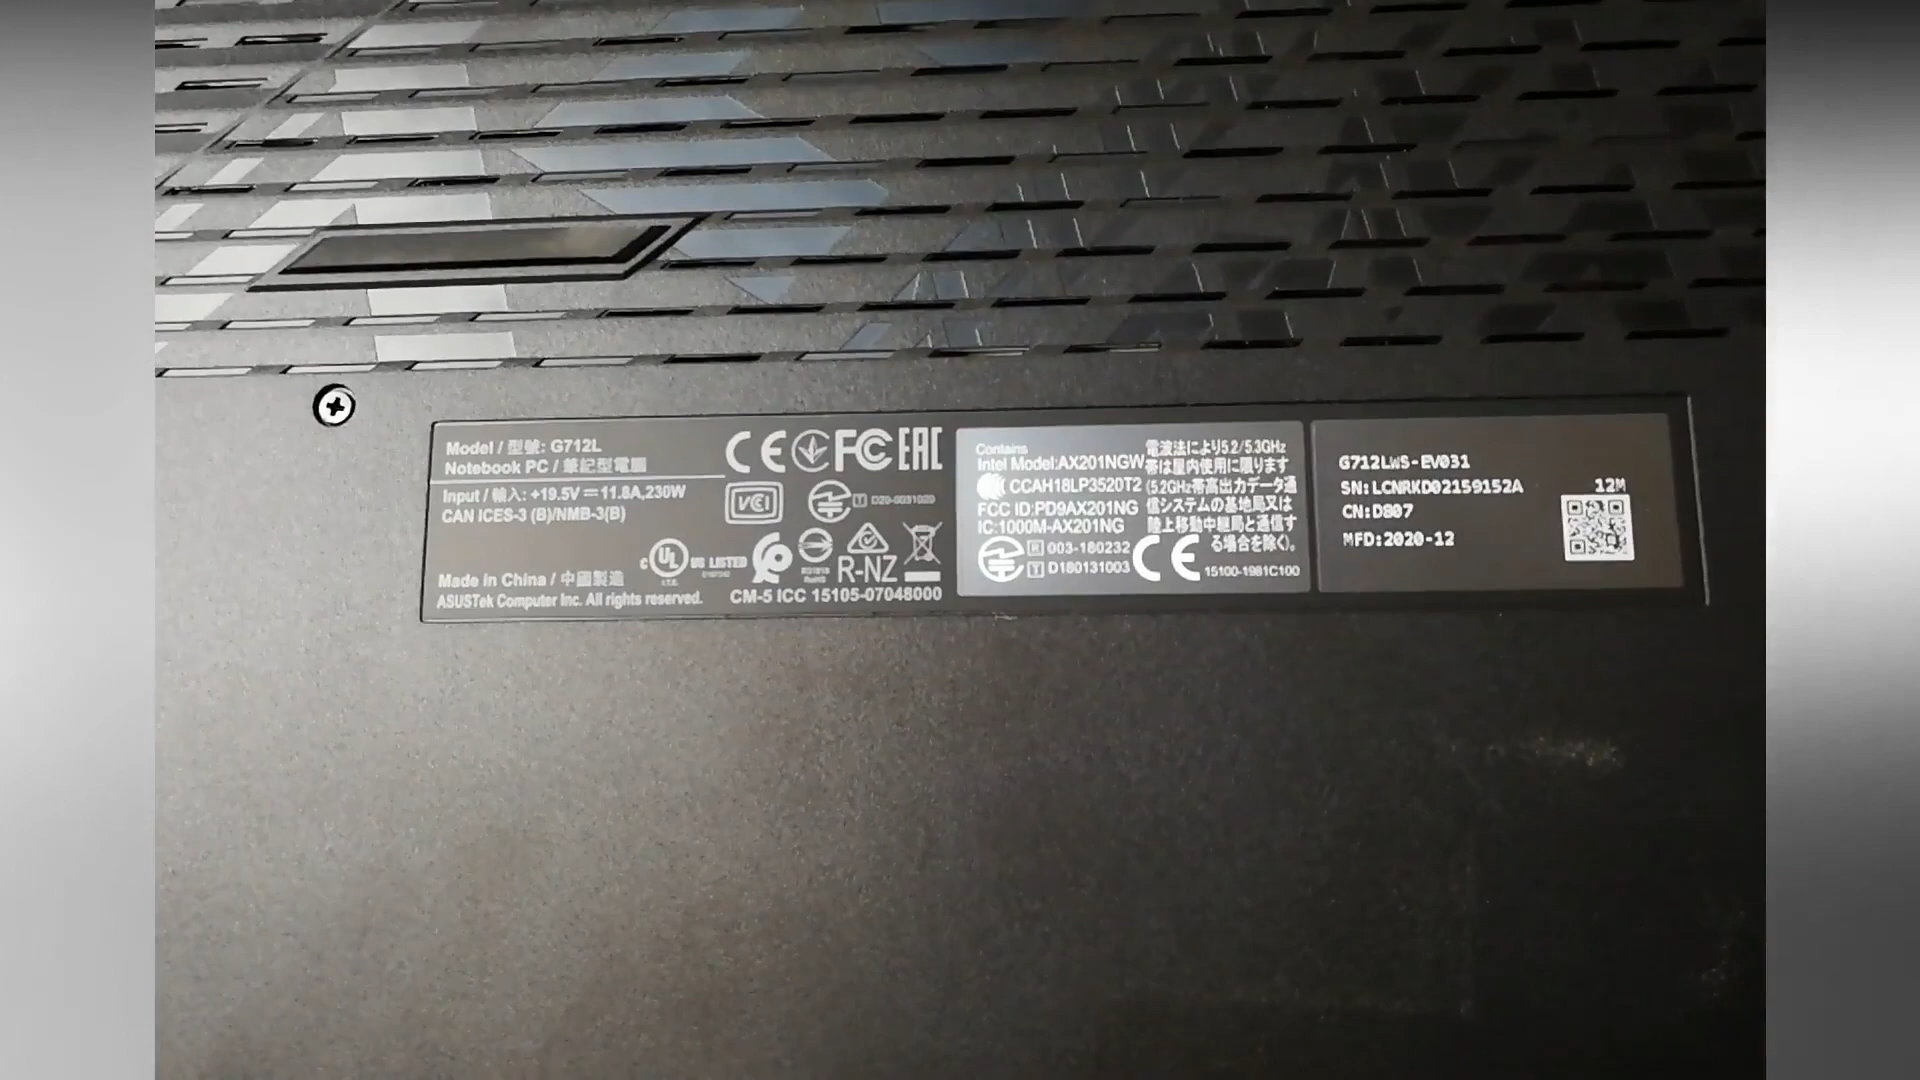 Model / 型號: G712L
Notebook PC / 筆記型電腦
Input / 輸入: +19.5V⎓11.8A,230W
CAN ICES-3 (B)/NMB-3(B)
CE FC EAC
VCI
T D20-0031020
c UL US LISTED
I.T.E.
R-NZ
Made in China / 中國製造
ASUSTek Computer Inc. All rights reserved.
CM-5 ICC 15105-07048000
Contains
Intel Model:AX201NGW
CCAH18LP3520T2
FCC ID:PD9AX201NG
IC:1000M-AX201NG
R 003-180232
T D180131003
CE
電波法により5.2/5.3GHz
帯は屋内使用に限ります
(5.2GHz帯高出力データ通
信システムの基地局又は
陸上移動中継局と通信す
る場合を除く)。
15100-1981C100
G712LWS-EV031
SN:LCNRKD02159152A
12M
CN:D807
MFD:2020-12